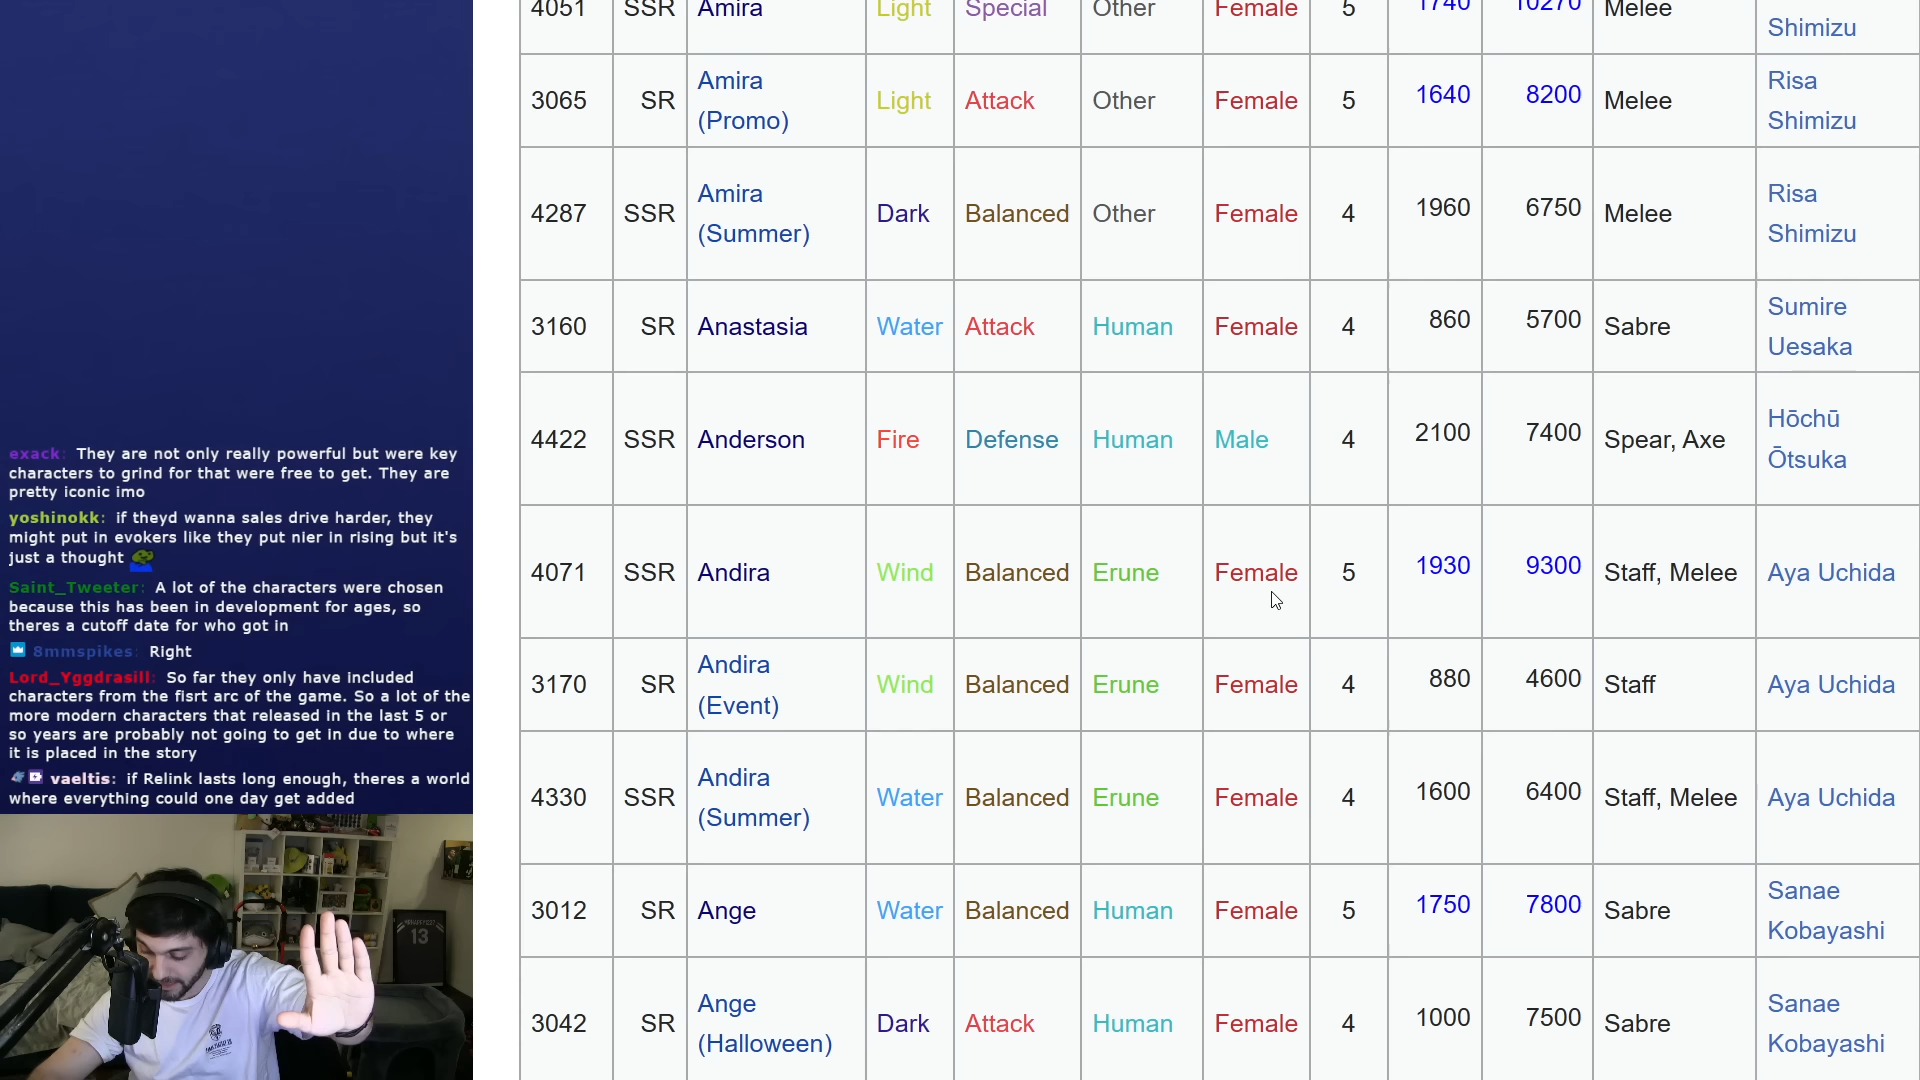 exack: They are not only really powerful but were key
characters to grind for that were free to get. They are
pretty iconic imo
yoshinokk: if theyd wanna sales drive harder, they
might put in evokers like they put nier in rising but it's
just a thought
Saint_Tweeter: A lot of the characters were chosen
because this has been in development for ages, so
theres a cutoff date for who got in
8mmspikes: Right
Lord_Yggdrasill: So far they only have included
characters from the fisrt arc of the game. So a lot of the
more modern characters that released in the last 5 or
so years are probably not going to get in due to where
it is placed in the story
vaeltis: if Relink lasts long enough, theres a world
where everything could one day get added
13
4051 SSR Amira Light Special Other Female 5 1740 10270 Melee
Shimizu
3065 SR Amira (Promo) Light Attack Other Female 5 1640 8200 Melee Risa Shimizu
4287 SSR Amira (Summer) Dark Balanced Other Female 4 1960 6750 Melee Risa Shimizu
3160 SR Anastasia Water Attack Human Female 4 860 5700 Sabre Sumire Uesaka
4422 SSR Anderson Fire Defense Human Male 4 2100 7400 Spear, Axe Hōchū Ōtsuka
4071 SSR Andira Wind Balanced Erune Female 5 1930 9300 Staff, Melee Aya Uchida
3170 SR Andira (Event) Wind Balanced Erune Female 4 880 4600 Staff Aya Uchida
4330 SSR Andira (Summer) Water Balanced Erune Female 4 1600 6400 Staff, Melee Aya Uchida
3012 SR Ange Water Balanced Human Female 5 1750 7800 Sabre Sanae Kobayashi
3042 SR Ange (Halloween) Dark Attack Human Female 4 1000 7500 Sabre Sanae Kobayashi